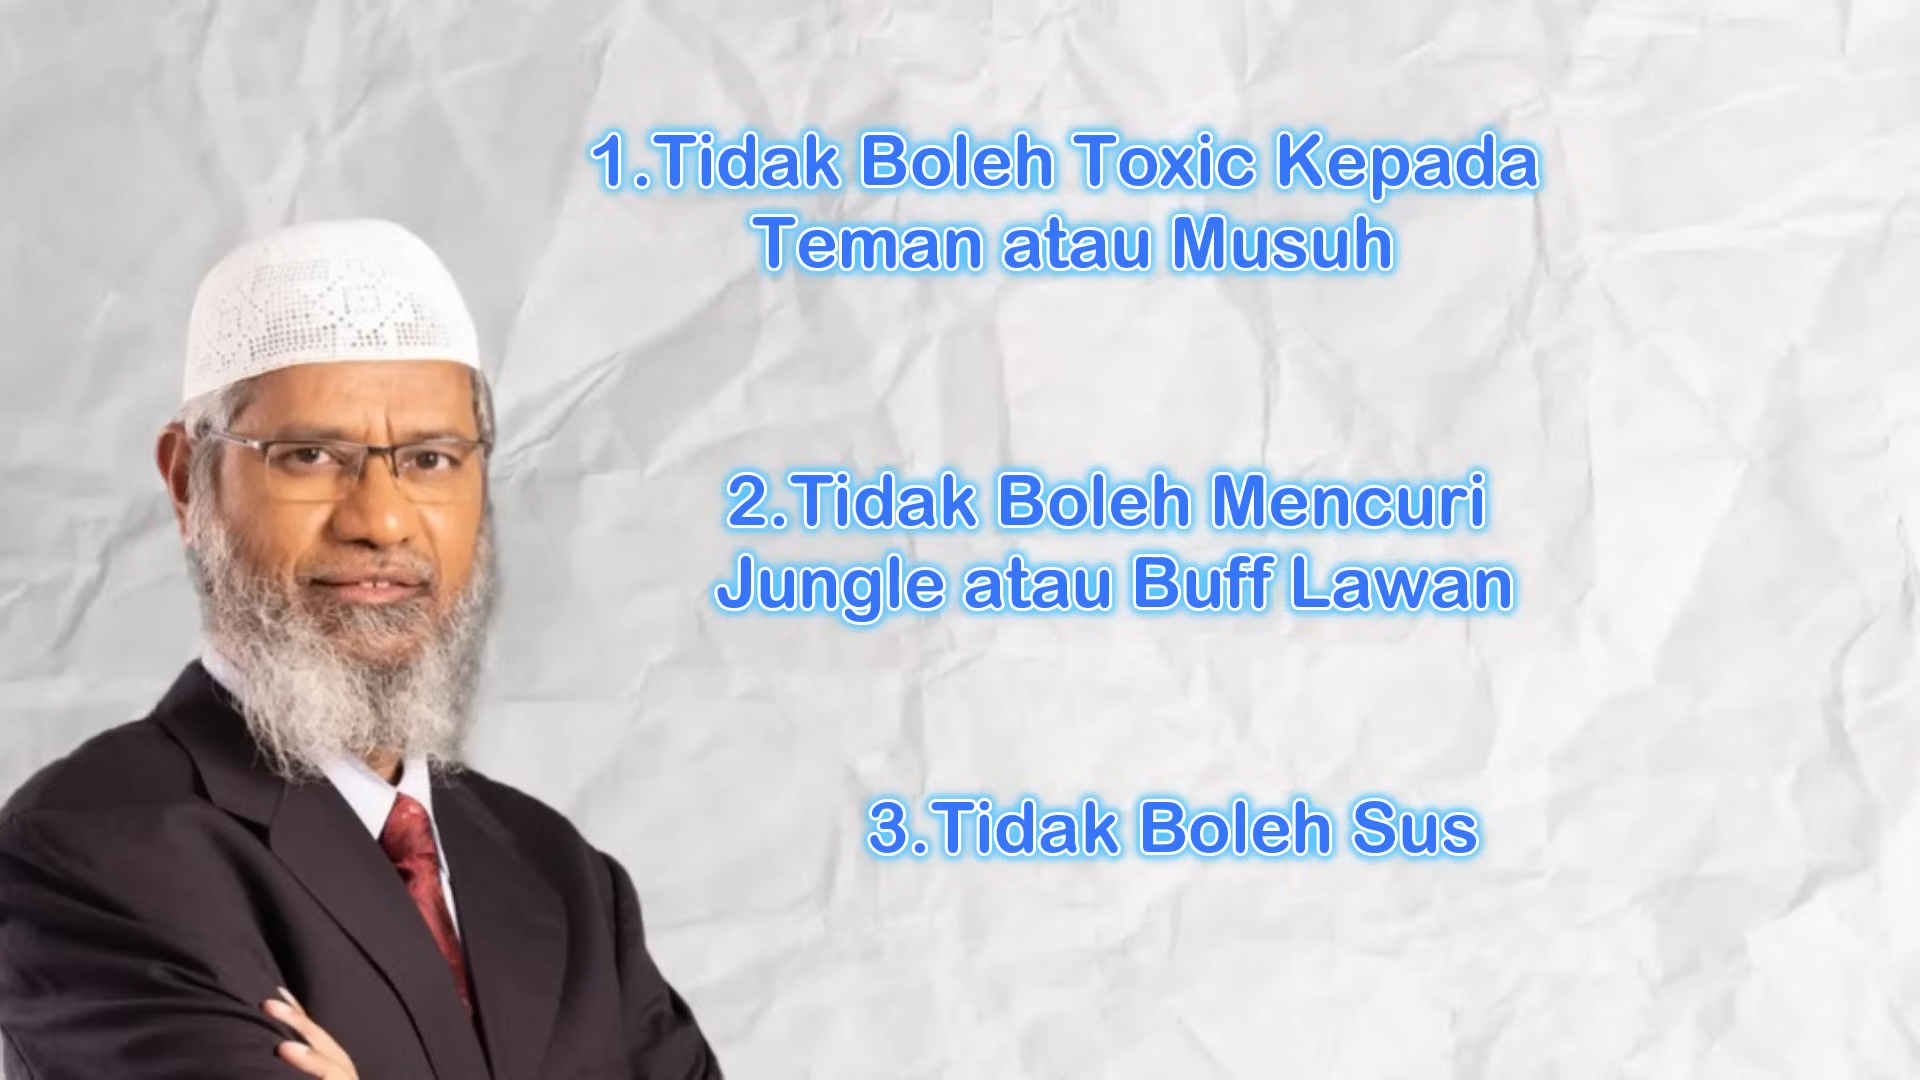 1.Tidak Boleh Toxic Kepada
Teman atau Musuh
2.Tidak Boleh Mencuri
Jungle atau Buff Lawan
3.Tidak Boleh Sus